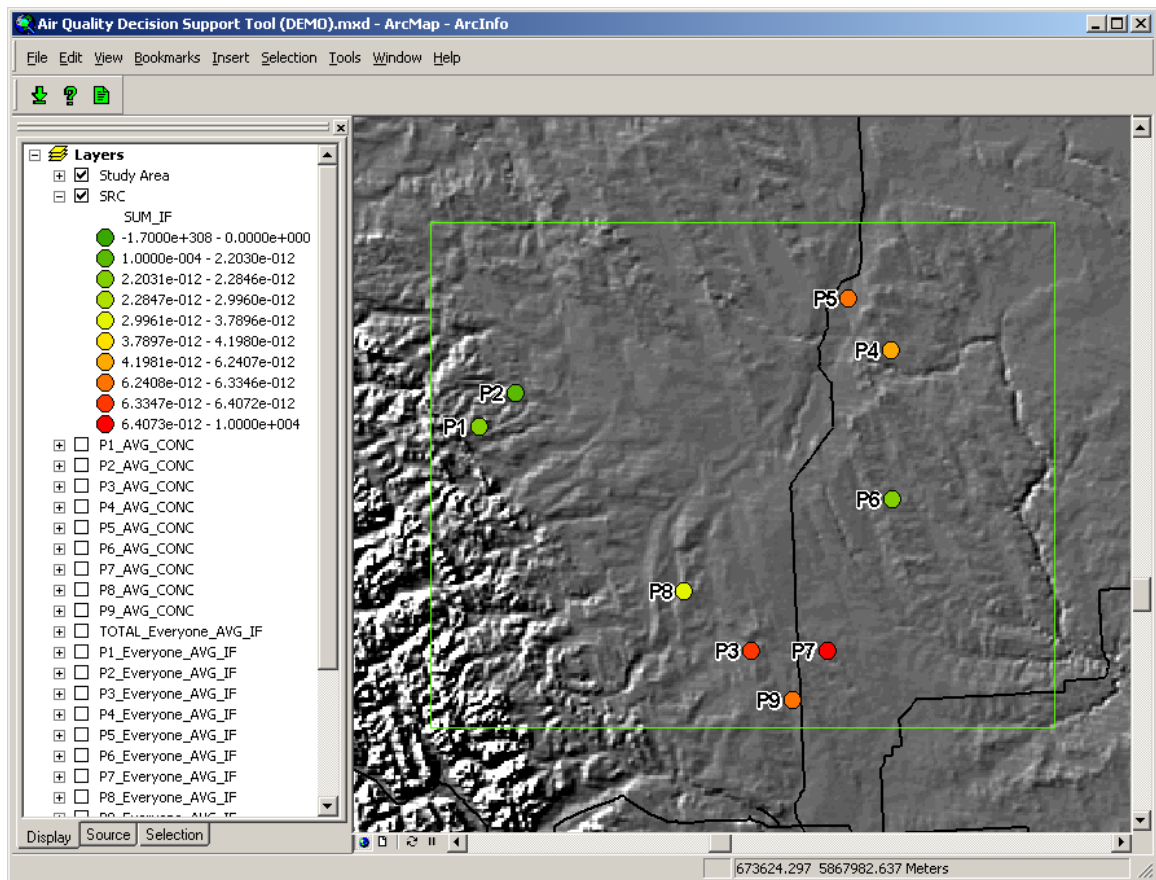 Air Quality Decision Support Tool (DEMO).mxd - ArcMap - ArcInfo
File Edit View Bookmarks Insert Selection Tools Window Help
Layers
Study Area
SRC
SUM_IF
-1.7000e+308 - 0.0000e+000
1.0000e-004 - 2.2030e-012
2.2031e-012 - 2.2846e-012
2.2847e-012 - 2.9960e-012
2.9961e-012 - 3.7896e-012
3.7897e-012 - 4.1980e-012
4.1981e-012 - 6.2407e-012
6.2408e-012 - 6.3346e-012
6.3347e-012 - 6.4072e-012
6.4073e-012 - 1.0000e+004
P1_AVG_CONC
P2_AVG_CONC
P3_AVG_CONC
P4_AVG_CONC
P5_AVG_CONC
P6_AVG_CONC
P7_AVG_CONC
P8_AVG_CONC
P9_AVG_CONC
TOTAL_Everyone_AVG_IF
P1_Everyone_AVG_IF
P2_Everyone_AVG_IF
P3_Everyone_AVG_IF
P4_Everyone_AVG_IF
P5_Everyone_AVG_IF
P6_Everyone_AVG_IF
P7_Everyone_AVG_IF
P8_Everyone_AVG_IF
Display Source Selection
P5
P4
P2
P1
P6
P8
P3 P7
P9
673624.297 5867982.637 Meters